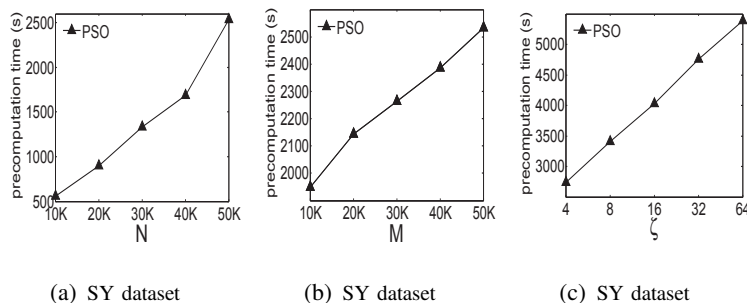 precomputation time (s)
2500
2000
1500
1000
500
PSO
10K 20K 30K 40K 50K
N
(a) SY dataset
precomputation time (s)
2500
2400
2300
2200
2100
2000
PSO
10K 20K 30K 40K 50K
M
(b) SY dataset
precomputation time (s)
5000
4500
4000
3500
3000
PSO
4 8 16 32 64
ζ
(c) SY dataset